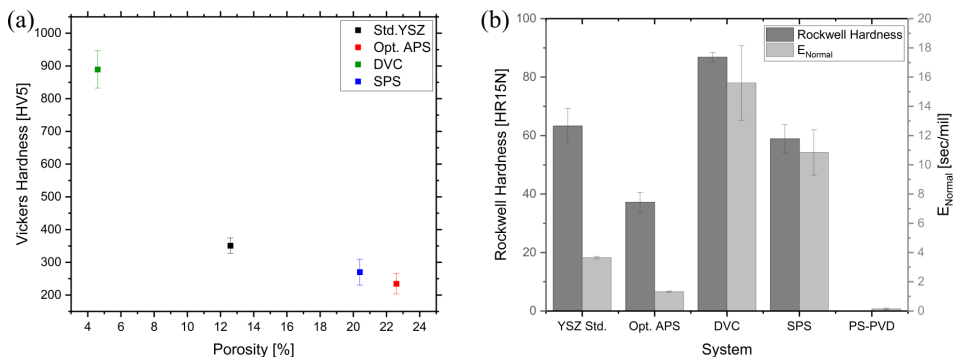 (a)
Vickers Hardness [HV5]
1000
900
800
700
600
500
400
300
200
4 6 8 10 12 14 16 18 20 22 24
Porosity [%]
Std.YSZ
Opt. APS
DVC
SPS
(b)
Rockwell Hardness [HR15N]
100
80
60
40
20
0
Rockwell Hardness
E_Normal
20
18
16
14
12
10
8
6
4
2
0
E_Normal [sec/mil]
YSZ Std. Opt. APS DVC SPS PS-PVD
System